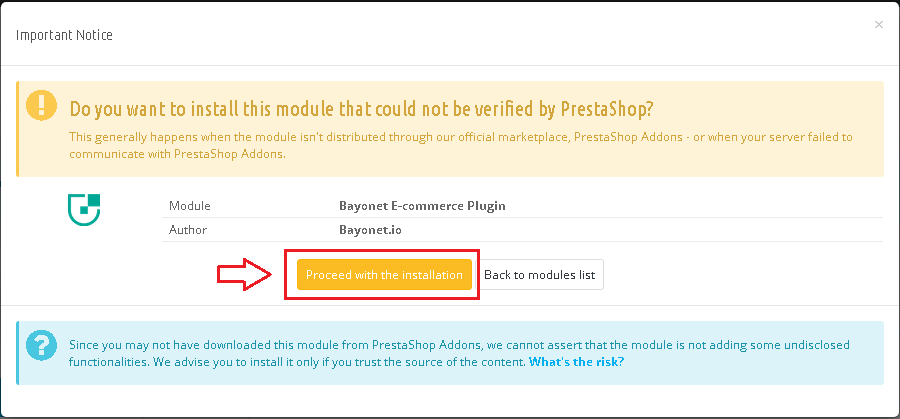 Important Notice
×
Do you want to install this module that could not be verified by PrestaShop?
This generally happens when the module isn't distributed through our official marketplace, PrestaShop Addons - or when your server failed to
communicate with PrestaShop Addons.
Module Bayonet E-commerce Plugin
Author Bayonet.io
Proceed with the installation Back to modules list
Since you may not have downloaded this module from PrestaShop Addons, we cannot assert that the module is not adding some undisclosed
functionalities. We advise you to install it only if you trust the source of the content. What's the risk?